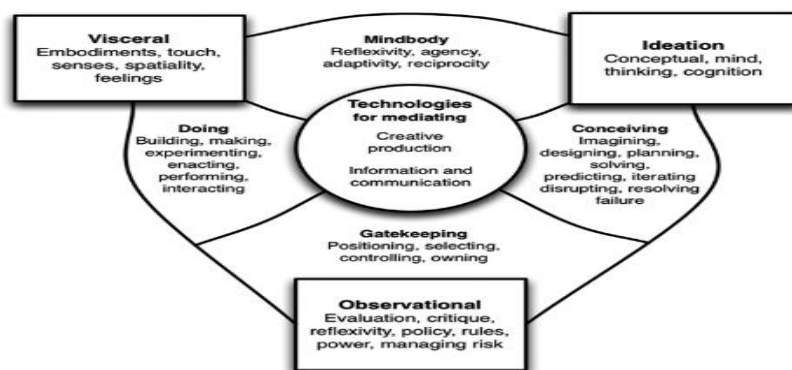 Visceral
Embodiments, touch,
senses, spatiality,
feelings
Mindbody
Reflexivity, agency,
adaptivity, reciprocity
Ideation
Conceptual, mind,
thinking, cognition
Technologies
for mediating
Creative
production
Information and
communication
Doing
Building, making,
experimenting,
enacting,
performing,
interacting
Conceiving
Imagining,
designing, planning,
solving,
predicting, iterating
disrupting, resolving
failure
Gatekeeping
Positioning, selecting,
controlling, owning
Observational
Evaluation, critique,
reflexivity, policy, rules,
power, managing risk